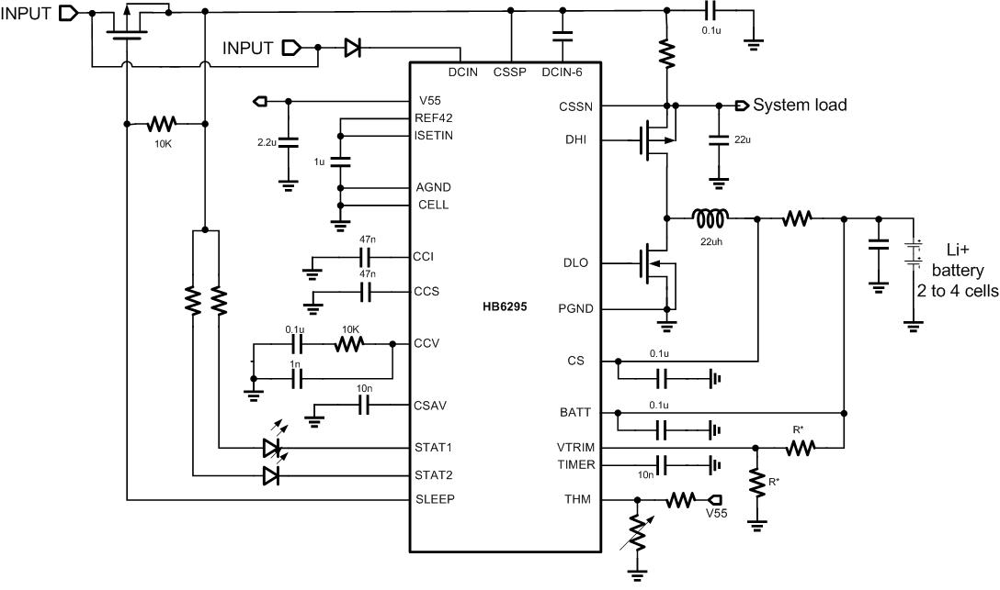 INPUT
0.1u
INPUT
DCIN
CSSP
DCIN-6
V55
CSSN
System load
REF42
ISETIN
DHI
22u
2.2u
10K
1u
AGND
CELL
22uh
Li+
battery
2 to 4 cells
47n
CCI
DLO
47n
CCS
HB6295
PGND
0.1u
10K
CCV
1n
CS
0.1u
10n
CSAV
BATT
0.1u
R*
STAT1
VTRIM
STAT2
TIMER
10n
R*
SLEEP
THM
V55